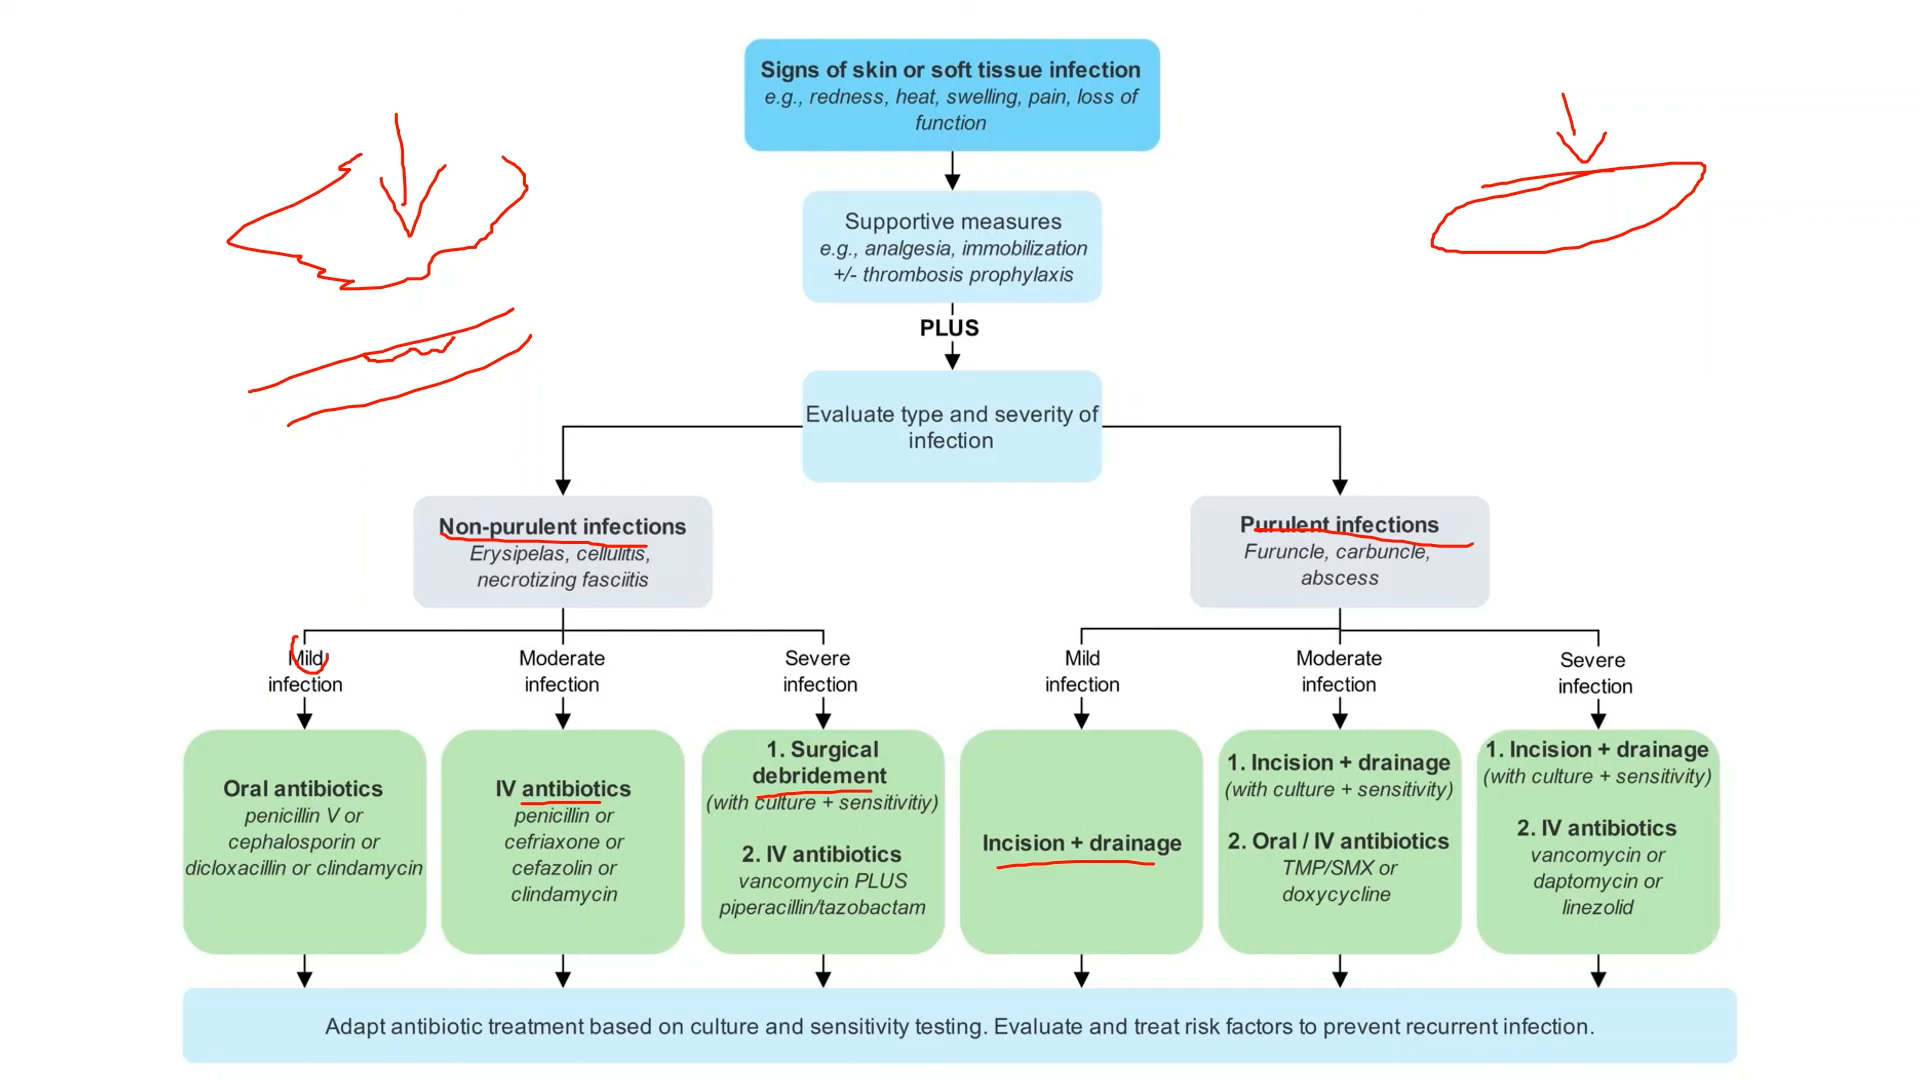 Signs of skin or soft tissue infection
e.g., redness, heat, swelling, pain, loss of
function
Supportive measures
e.g., analgesia, immobilization
+/- thrombosis prophylaxis
PLUS
Evaluate type and severity of
infection
Non-purulent infections
Erysipelas, cellulitis,
necrotizing fasciitis
Purulent infections
Furuncle, carbuncle,
abscess
Mild
infection
Moderate
infection
Severe
infection
Mild
infection
Moderate
infection
Severe
infection
Oral antibiotics
penicillin V or
cephalosporin or
dicloxacillin or clindamycin
IV antibiotics
penicillin or
cefriaxone or
cefazolin or
clindamycin
1. Surgical
debridement
(with culture + sensitivitiy)
2. IV antibiotics
vancomycin PLUS
piperacillin/tazobactam
Incision + drainage
1. Incision + drainage
(with culture + sensitivity)
2. Oral / IV antibiotics
TMP/SMX or
doxycycline
1. Incision + drainage
(with culture + sensitivity)
2. IV antibiotics
vancomycin or
daptomycin or
linezolid
Adapt antibiotic treatment based on culture and sensitivity testing. Evaluate and treat risk factors to prevent recurrent infection.